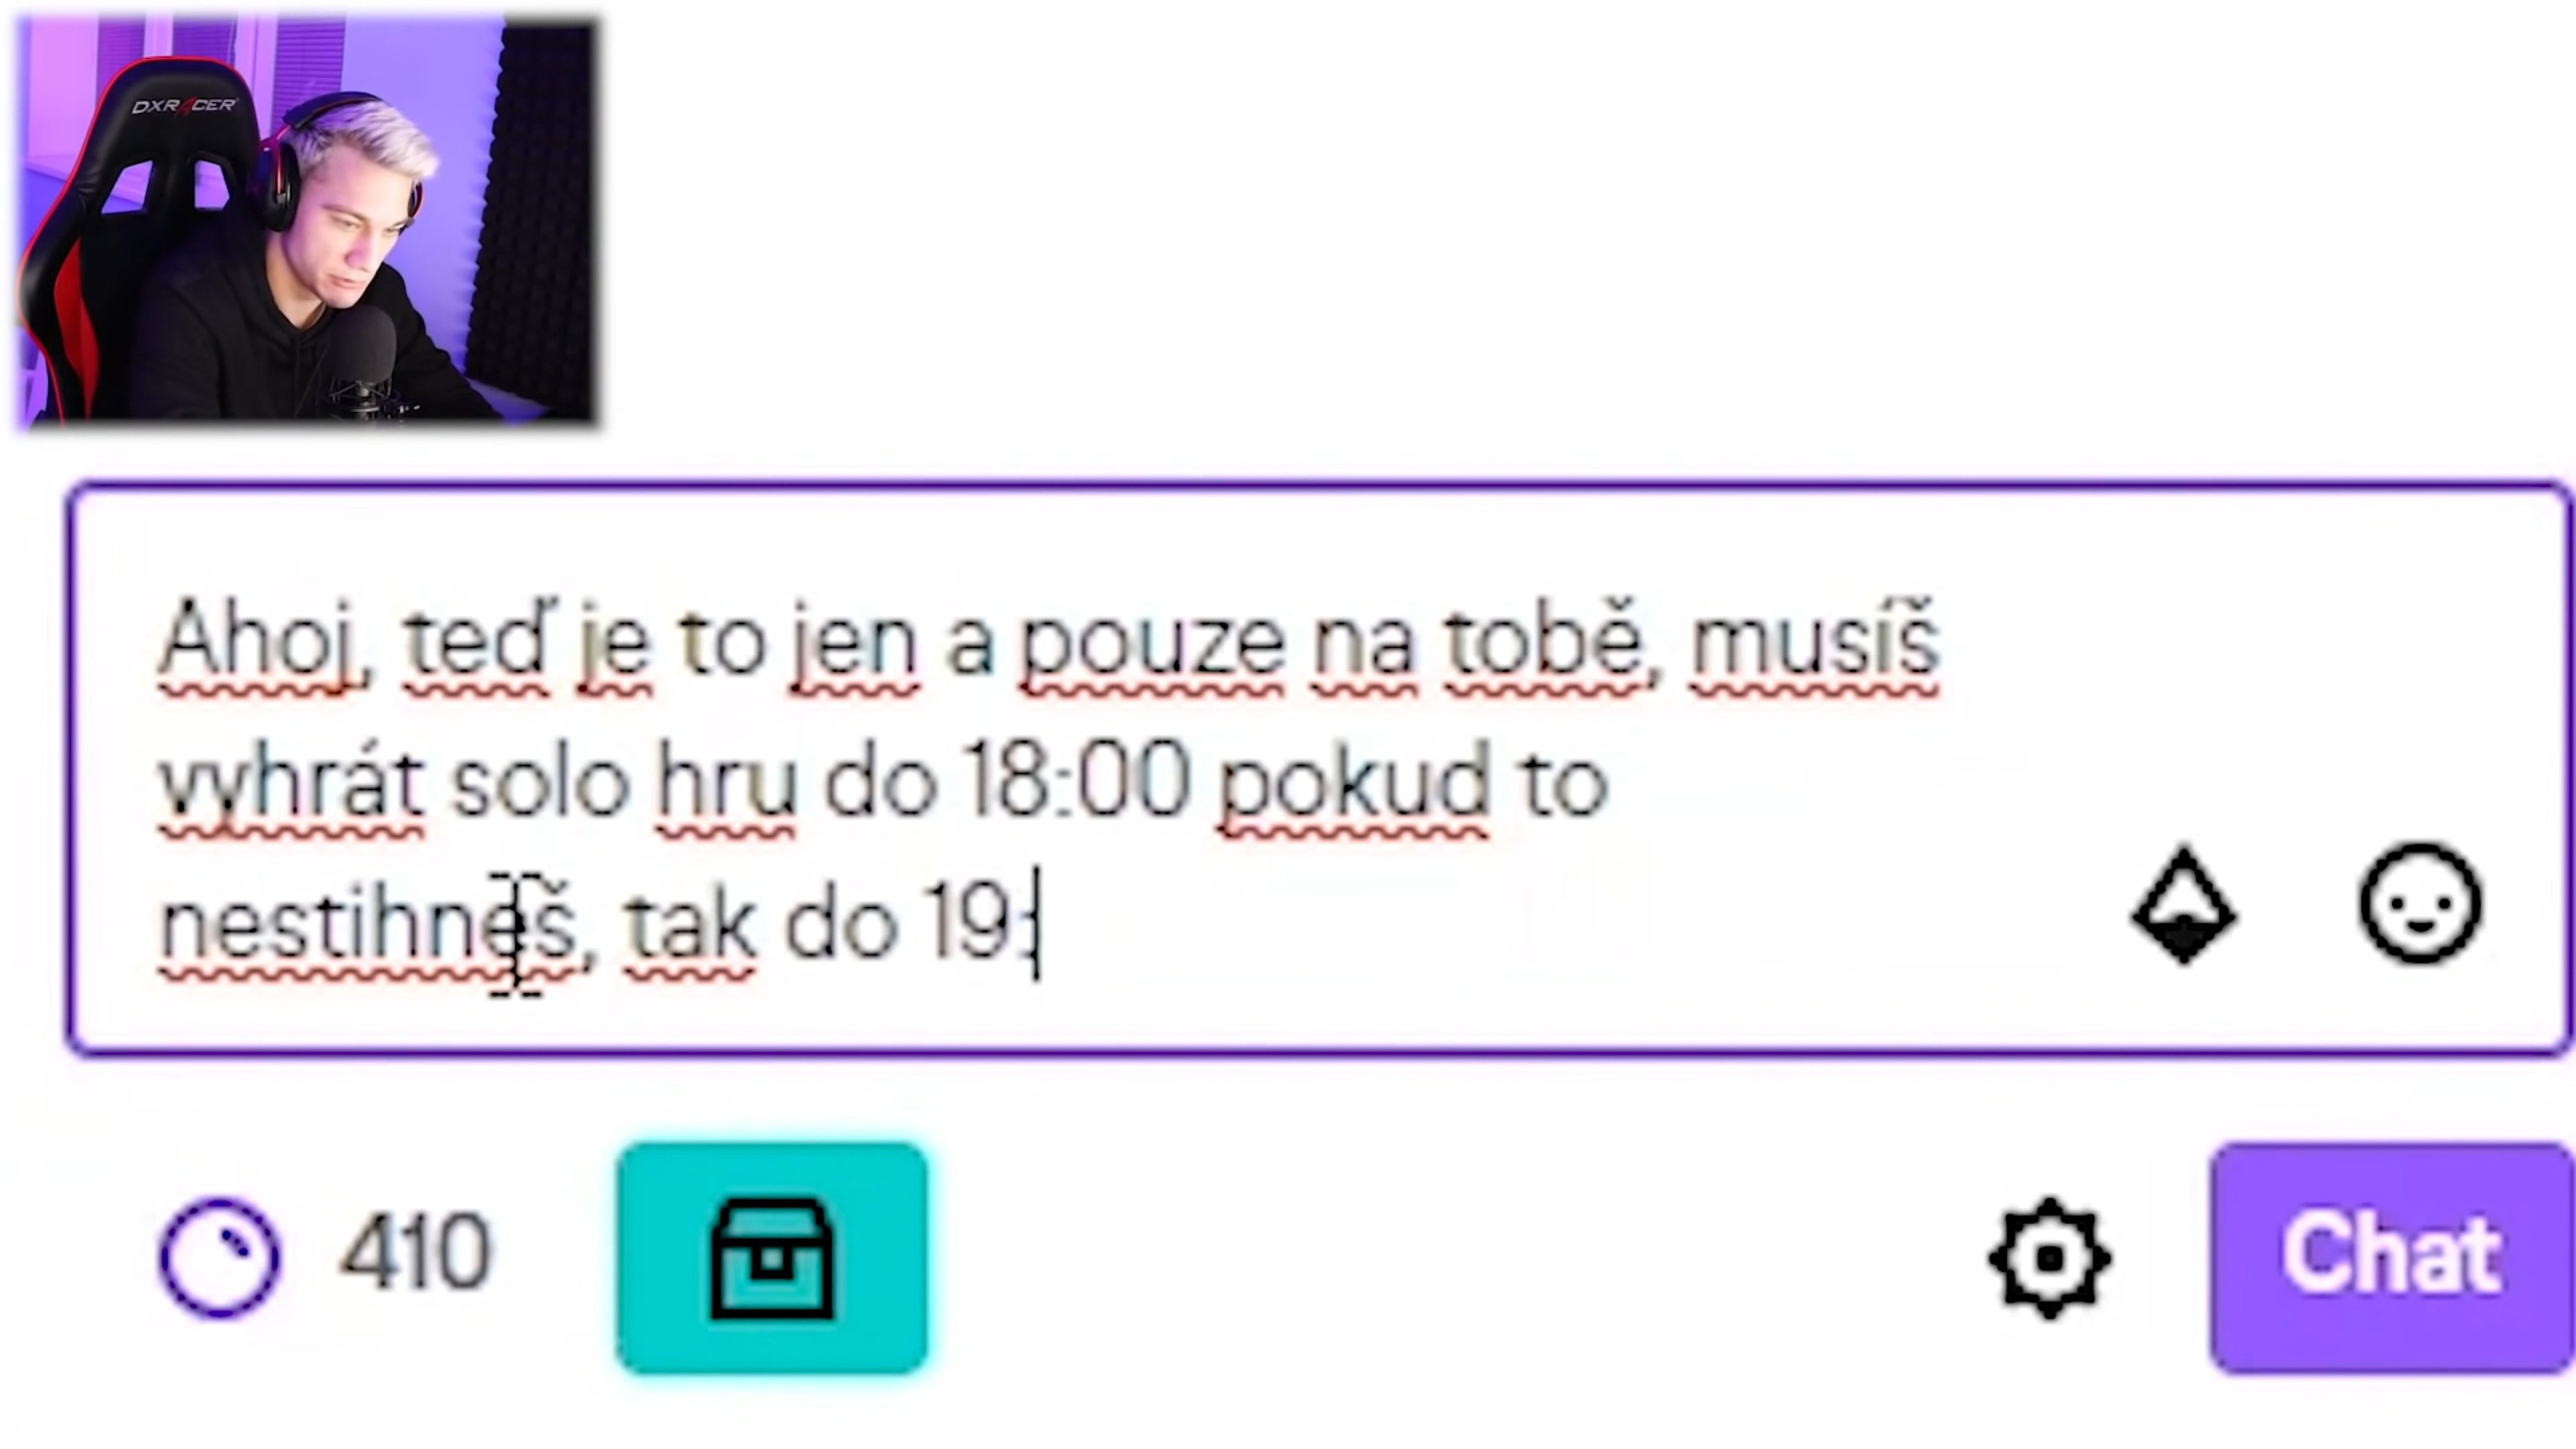 DXRACER
Ahoj, teď je to jen a pouze na tobě, musíš
vyhrát solo hru do 18:00 pokud to
nestihneš, tak do 19:
410
Chat